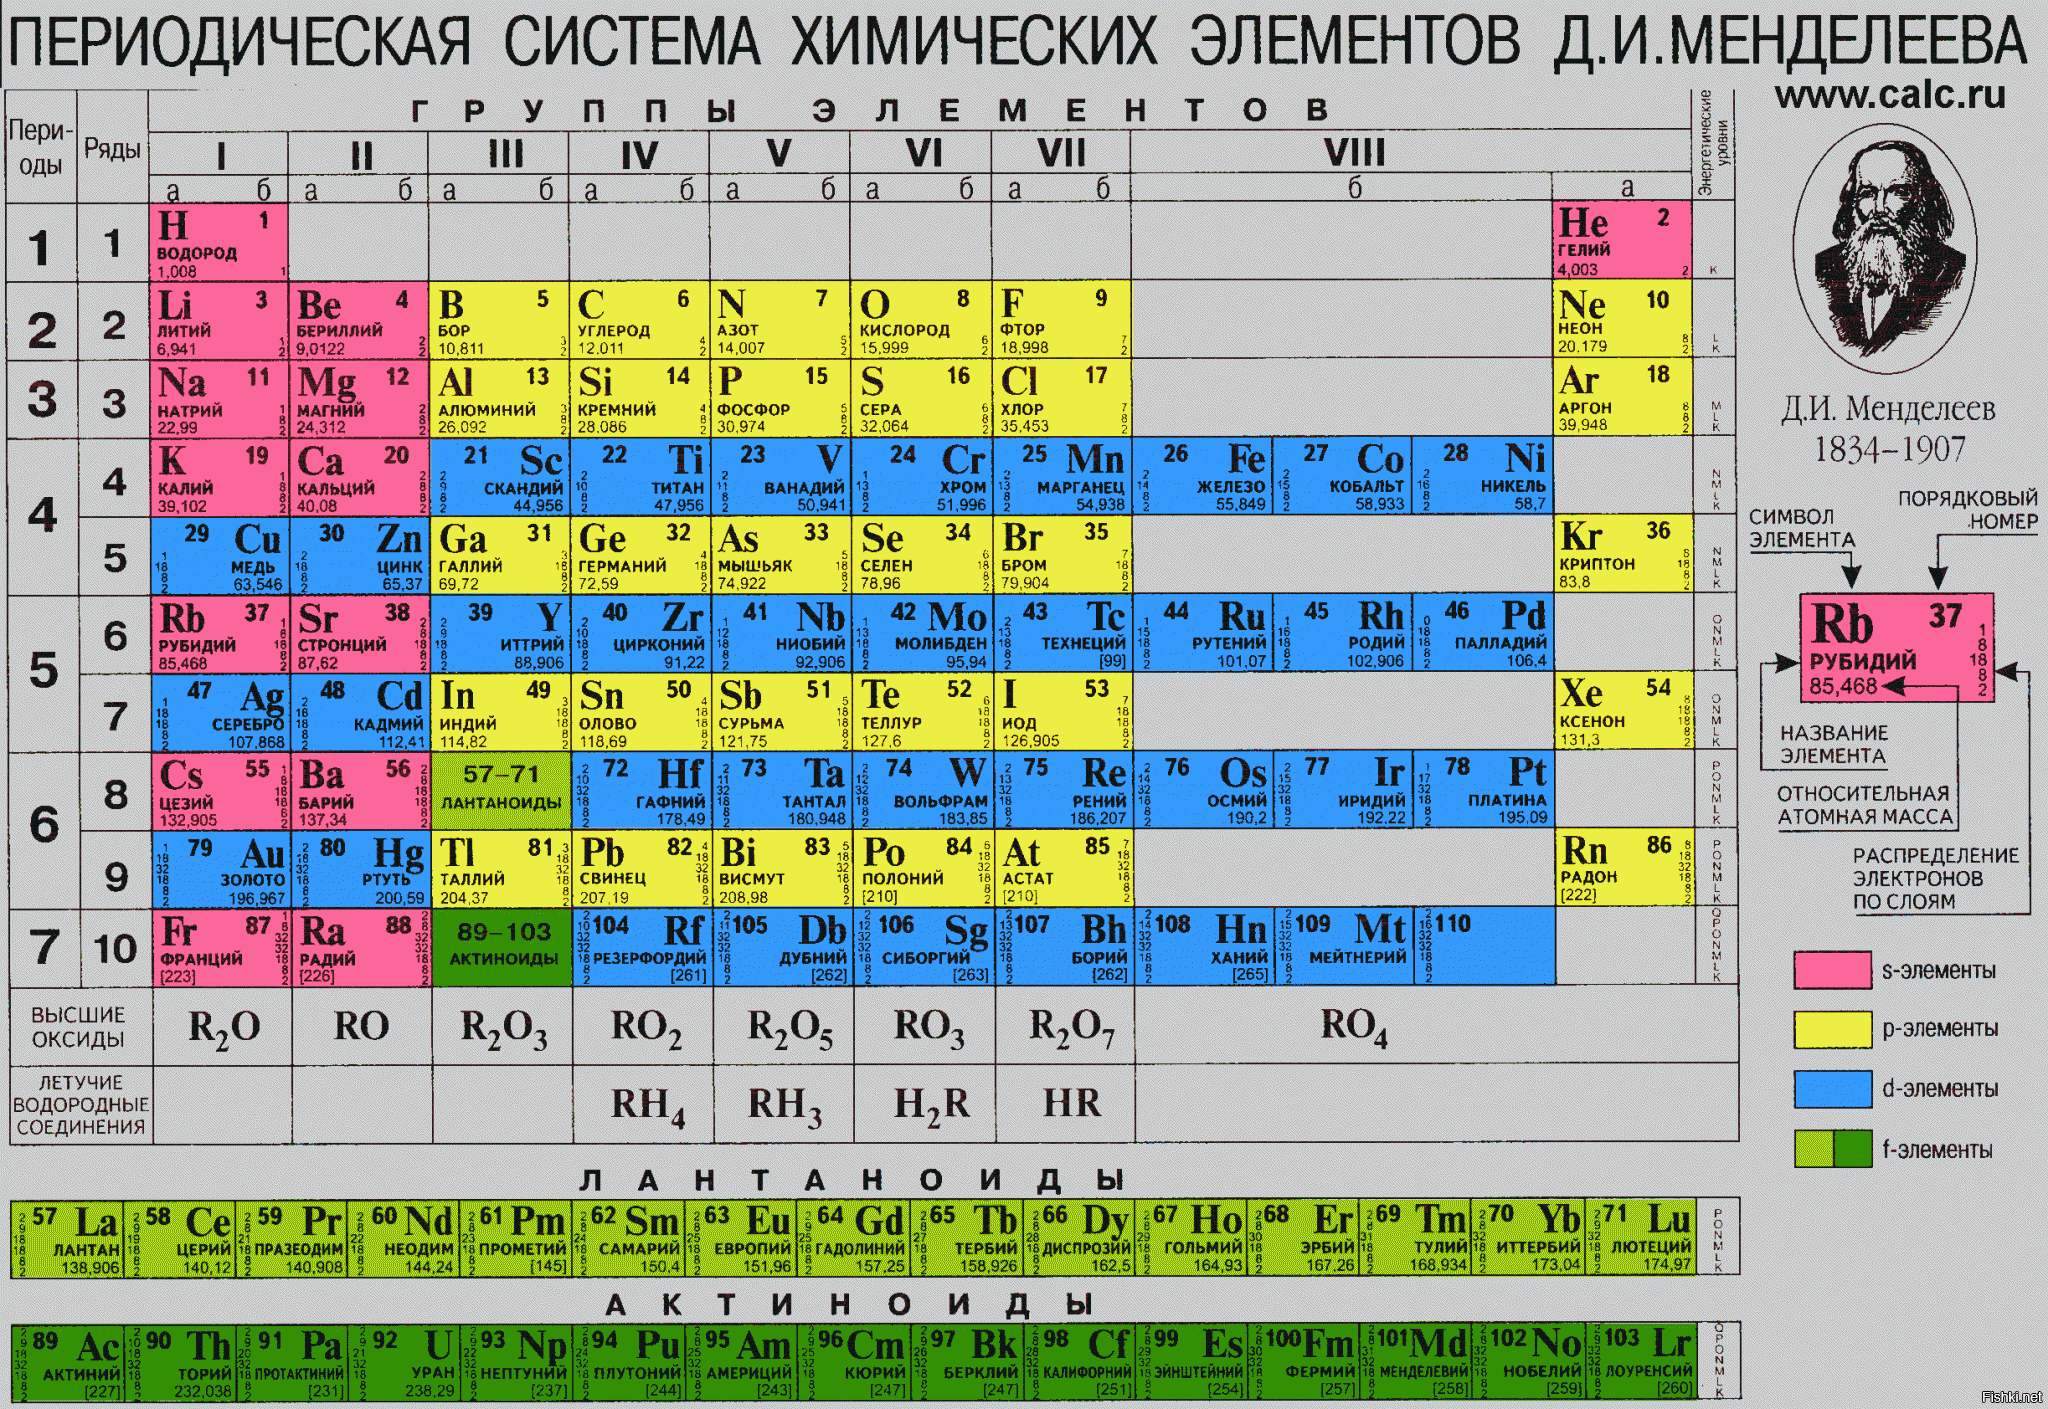 ПЕРИОДИЧЕСКАЯ СИСТЕМА ХИМИЧЕСКИХ ЭЛЕМЕНТОВ Д.И.МЕНДЕЛЕЕВА
www.calc.ru
Пери-
оды
Ряды
ГРУППЫ ЭЛЕМЕНТОВ
Энергетические уровни
I II III IV V VI VII VIII
а б а б а б а б а б а б а б б а
1 1
H 1 ВОДОРОД 1,008
He 2 ГЕЛИЙ 4,003
2 2
Li 3 ЛИТИЙ 6,941
Be 4 БЕРИЛЛИЙ 9,0122
B 5 БОР 10,811
C 6 УГЛЕРОД 12.011
N 7 АЗОТ 14,007
O 8 КИСЛОРОД 15,999
F 9 ФТОР 18,998
Ne 10 НЕОН 20.179
3 3
Na 11 НАТРИЙ 22,99
Mg 12 МАГНИЙ 24,312
Al 13 АЛЮМИНИЙ 26,092
Si 14 КРЕМНИЙ 28.086
P 15 ФОСФОР 30,974
S 16 СЕРА 32,064
Cl 17 ХЛОР 35,453
Ar 18 АРГОН 39,948
4 4
K 19 КАЛИЙ 39,102
Ca 20 КАЛЬЦИЙ 40,08
21 Sc СКАНДИЙ 44,956
22 Ti ТИТАН 47,956
23 V ВАНАДИЙ 50,941
24 Cr ХРОМ 51,996
25 Mn МАРГАНЕЦ 54,938
26 Fe ЖЕЛЕЗО 55,849
27 Co КОБАЛЬТ 58,933
28 Ni НИКЕЛЬ 58,7
5
29 Cu МЕДЬ 63,546
30 Zn ЦИНК 65,37
Ga 31 ГАЛЛИЙ 69,72
Ge 32 ГЕРМАНИЙ 72,59
As 33 МЫШЬЯК 74,922
Se 34 СЕЛЕН 78,96
Br 35 БРОМ 79,904
Kr 36 КРИПТОН 83,8
5 6
Rb 37 РУБИДИЙ 85,468
Sr 38 СТРОНЦИЙ 87,62
39 Y ИТТРИЙ 88,906
40 Zr ЦИРКОНИЙ 91,22
41 Nb НИОБИЙ 92,906
42 Mo МОЛИБДЕН 95,94
43 Tc ТЕХНЕЦИЙ [99]
44 Ru РУТЕНИЙ 101,07
45 Rh РОДИЙ 102,906
46 Pd ПАЛЛАДИЙ 106,4
7
47 Ag СЕРЕБРО 107,868
48 Cd КАДМИЙ 112,41
In 49 ИНДИЙ 114,82
Sn 50 ОЛОВО 118,69
Sb 51 СУРЬМА 121,75
Te 52 ТЕЛЛУР 127,6
I 53 ИОД 126,905
Xe 54 КСЕНОН 131,3
6 8
Cs 55 ЦЕЗИЙ 132,905
Ba 56 БАРИЙ 137,34
57–71 ЛАНТАНОИДЫ
72 Hf ГАФНИЙ 178,49
73 Ta ТАНТАЛ 180,948
74 W ВОЛЬФРАМ 183,85
75 Re РЕНИЙ 186,207
76 Os ОСМИЙ 190,2
77 Ir ИРИДИЙ 192,22
78 Pt ПЛАТИНА 195,09
9
79 Au ЗОЛОТО 196,967
80 Hg РТУТЬ 200,59
Tl 81 ТАЛЛИЙ 204,37
Pb 82 СВИНЕЦ 207,19
Bi 83 ВИСМУТ 208,98
Po 84 ПОЛОНИЙ [210]
At 85 АСТАТ [210]
Rn 86 РАДОН [222]
7 10
Fr 87 ФРАНЦИЙ [223]
Ra 88 РАДИЙ [226]
89–103 АКТИНОИДЫ
104 Rf РЕЗЕРФОРДИЙ [261]
105 Db ДУБНИЙ [262]
106 Sg СИБОРГИЙ [263]
107 Bh БОРИЙ [262]
108 Hn ХАНИЙ [265]
109 Mt МЕЙТНЕРИЙ
110
ВЫСШИЕ
ОКСИДЫ
R₂O RO R₂O₃ RO₂ R₂O₅ RO₃ R₂O₇ RO₄
ЛЕТУЧИЕ
ВОДОРОДНЫЕ
СОЕДИНЕНИЯ
RH₄ RH₃ H₂R HR
Д.И. Менделеев
1834–1907
ПОРЯДКОВЫЙ
НОМЕР
СИМВОЛ
ЭЛЕМЕНТА
Rb 37
РУБИДИЙ
85,468
1 8 18 8 2
НАЗВАНИЕ
ЭЛЕМЕНТА
ОТНОСИТЕЛЬНАЯ
АТОМНАЯ МАССА
РАСПРЕДЕЛЕНИЕ
ЭЛЕКТРОНОВ
ПО СЛОЯМ
s-элементы
p-элементы
d-элементы
f-элементы
ЛАНТАНОИДЫ
57 La ЛАНТАН 138,906
58 Ce ЦЕРИЙ 140,12
59 Pr ПРАЗЕОДИМ 140,908
60 Nd НЕОДИМ 144,24
61 Pm ПРОМЕТИЙ [145]
62 Sm САМАРИЙ 150,4
63 Eu ЕВРОПИЙ 151,96
64 Gd ГАДОЛИНИЙ 157,25
65 Tb ТЕРБИЙ 158,926
66 Dy ДИСПРОЗИЙ 162,5
67 Ho ГОЛЬМИЙ 164,93
68 Er ЭРБИЙ 167,26
69 Tm ТУЛИЙ 168,934
70 Yb ИТТЕРБИЙ 173,04
71 Lu ЛЮТЕЦИЙ 174,97
АКТИНОИДЫ
89 Ac АКТИНИЙ [227]
90 Th ТОРИЙ 232,038
91 Pa ПРОТАКТИНИЙ [231]
92 U УРАН 238,29
93 Np НЕПТУНИЙ [237]
94 Pu ПЛУТОНИЙ [244]
95 Am АМЕРИЦИЙ [243]
96 Cm КЮРИЙ [247]
97 Bk БЕРКЛИЙ [247]
98 Cf КАЛИФОРНИЙ [251]
99 Es ЭЙНШТЕЙНИЙ [254]
100 Fm ФЕРМИЙ [257]
101 Md МЕНДЕЛЕВИЙ [258]
102 No НОБЕЛИЙ [259]
103 Lr ЛОУРЕНСИЙ [260]
Fishki.net